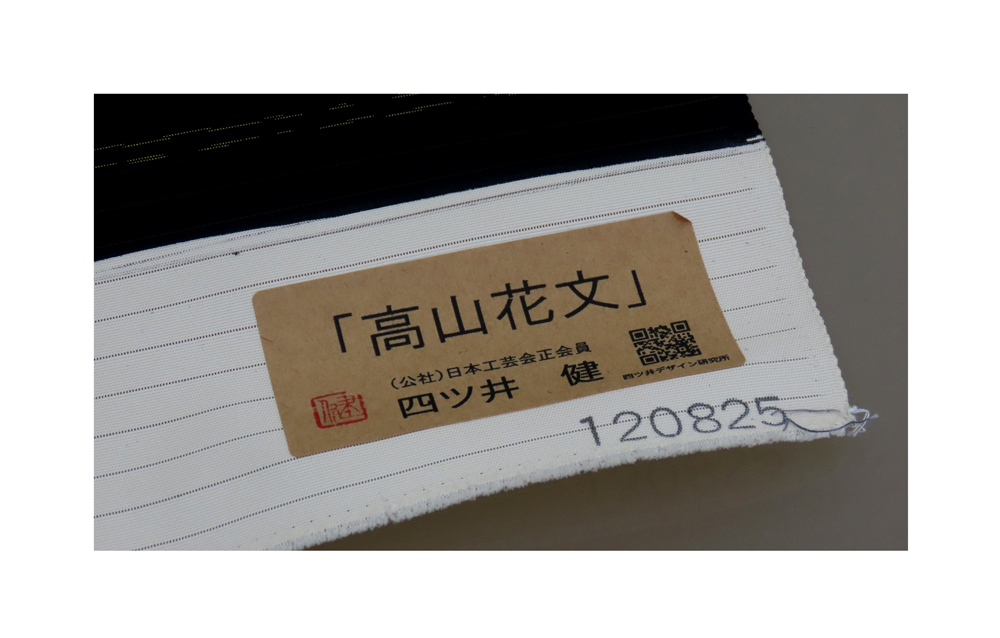 「高山花文」
(公社)日本工芸会正会員
四ツ井 健
四ツ井デザイン研究所
健
120825